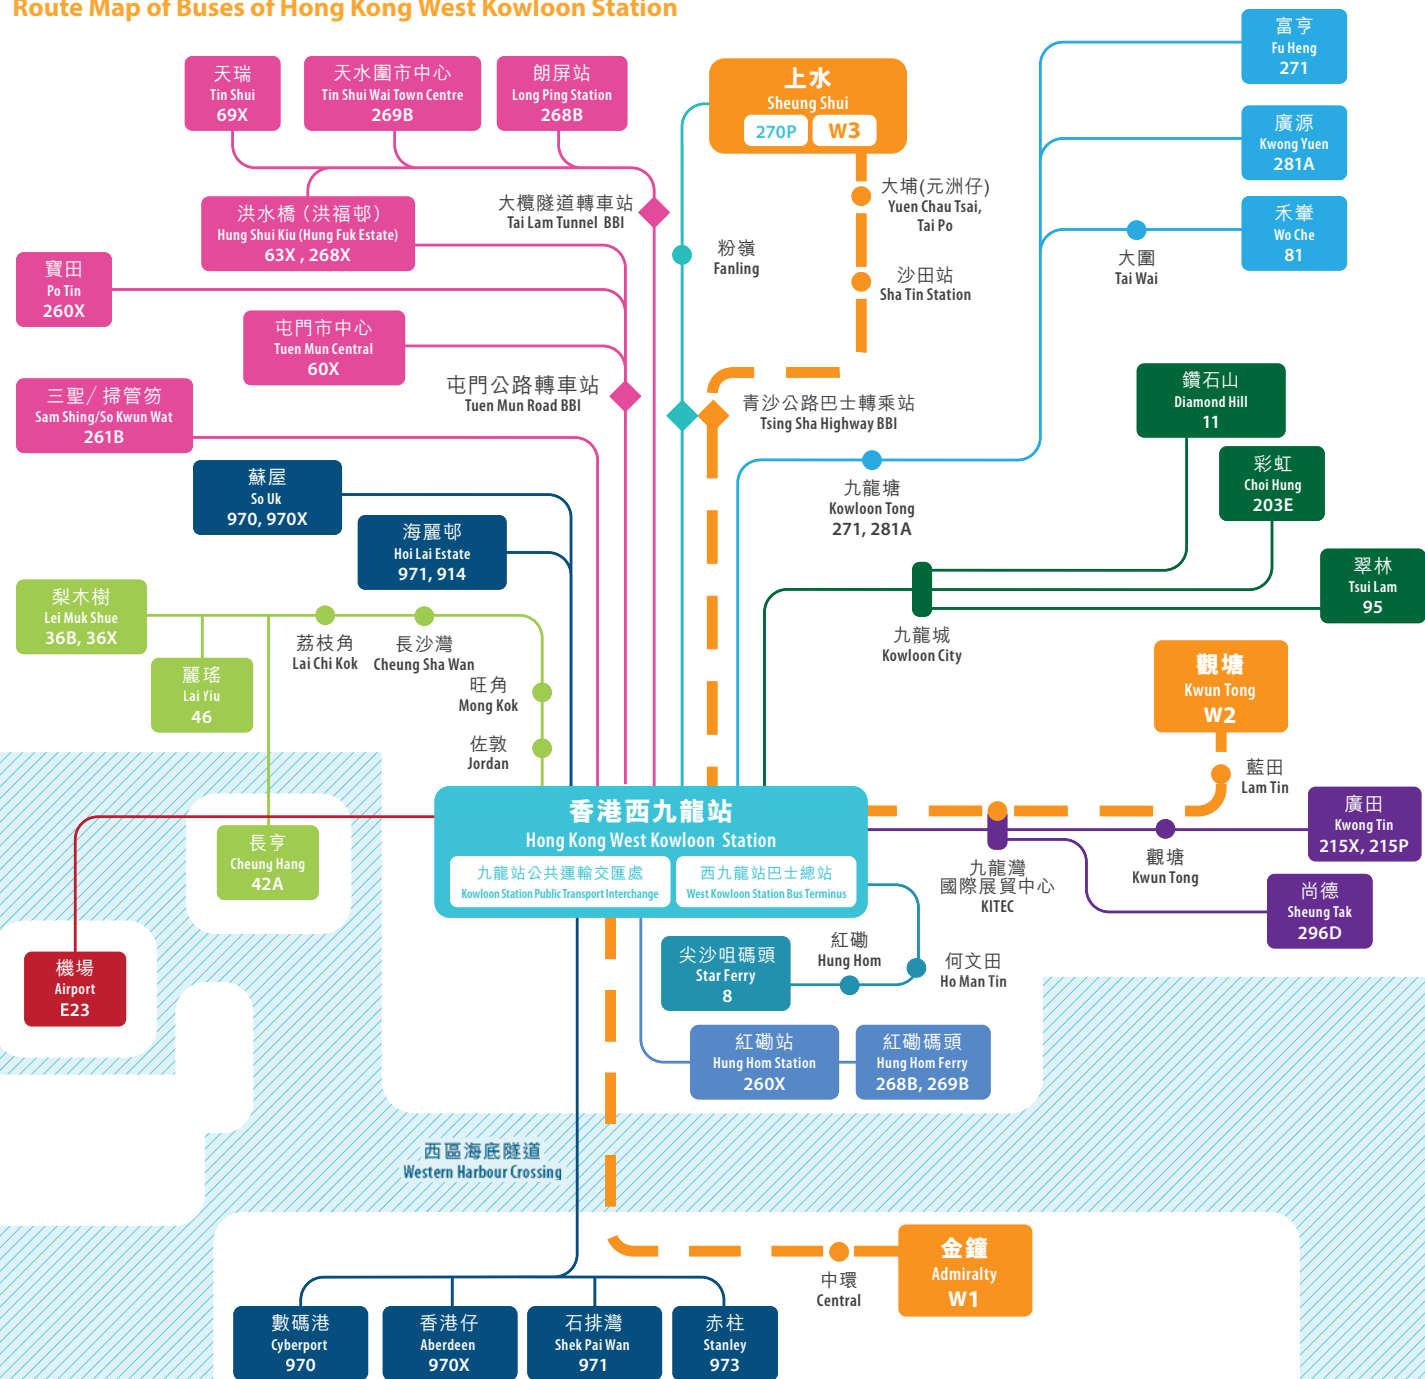 Route Map of Buses of Hong Kong West Kowloon Station
天瑞
Tin Shui
69X
天水圍市中心
Tin Shui Wai Town Centre
269B
朗屏站
Long Ping Station
268B
上水
Sheung Shui
270P
W3
富亨
Fu Heng
271
廣源
Kwong Yuen
281A
禾輋
Wo Che
81
大圍
Tai Wai
洪水橋（洪福邨）
Hung Shui Kiu (Hung Fuk Estate)
63X , 268X
大欖隧道轉車站
Tai Lam Tunnel BBI
粉嶺
Fanling
大埔(元洲仔)
Yuen Chau Tsai,
Tai Po
沙田站
Sha Tin Station
寶田
Po Tin
260X
屯門市中心
Tuen Mun Central
60X
屯門公路轉車站
Tuen Mun Road BBI
青沙公路巴士轉乘站
Tsing Sha Highway BBI
三聖/掃管笏
Sam Shing/So Kwun Wat
261B
鑽石山
Diamond Hill
11
彩虹
Choi Hung
203E
翠林
Tsui Lam
95
九龍塘
Kowloon Tong
271, 281A
九龍城
Kowloon City
蘇屋
So Uk
970, 970X
海麗邨
Hoi Lai Estate
971, 914
梨木樹
Lei Muk Shue
36B, 36X
麗瑤
Lai Yiu
46
荔枝角
Lai Chi Kok
長沙灣
Cheung Sha Wan
旺角
Mong Kok
佐敦
Jordan
觀塘
Kwun Tong
W2
藍田
Lam Tin
長亨
Cheung Hang
42A
香港西九龍站
Hong Kong West Kowloon Station
九龍站公共運輸交匯處
Kowloon Station Public Transport Interchange
西九龍站巴士總站
West Kowloon Station Bus Terminus
九龍灣
國際展貿中心
KITEC
觀塘
Kwun Tong
廣田
Kwong Tin
215X, 215P
尚德
Sheung Tak
296D
機場
Airport
E23
尖沙咀碼頭
Star Ferry
8
紅磡
Hung Hom
何文田
Ho Man Tin
紅磡站
Hung Hom Station
260X
紅磡碼頭
Hung Hom Ferry
268B, 269B
西區海底隧道
Western Harbour Crossing
中環
Central
金鐘
Admiralty
W1
數碼港
Cyberport
970
香港仔
Aberdeen
970X
石排灣
Shek Pai Wan
971
赤柱
Stanley
973